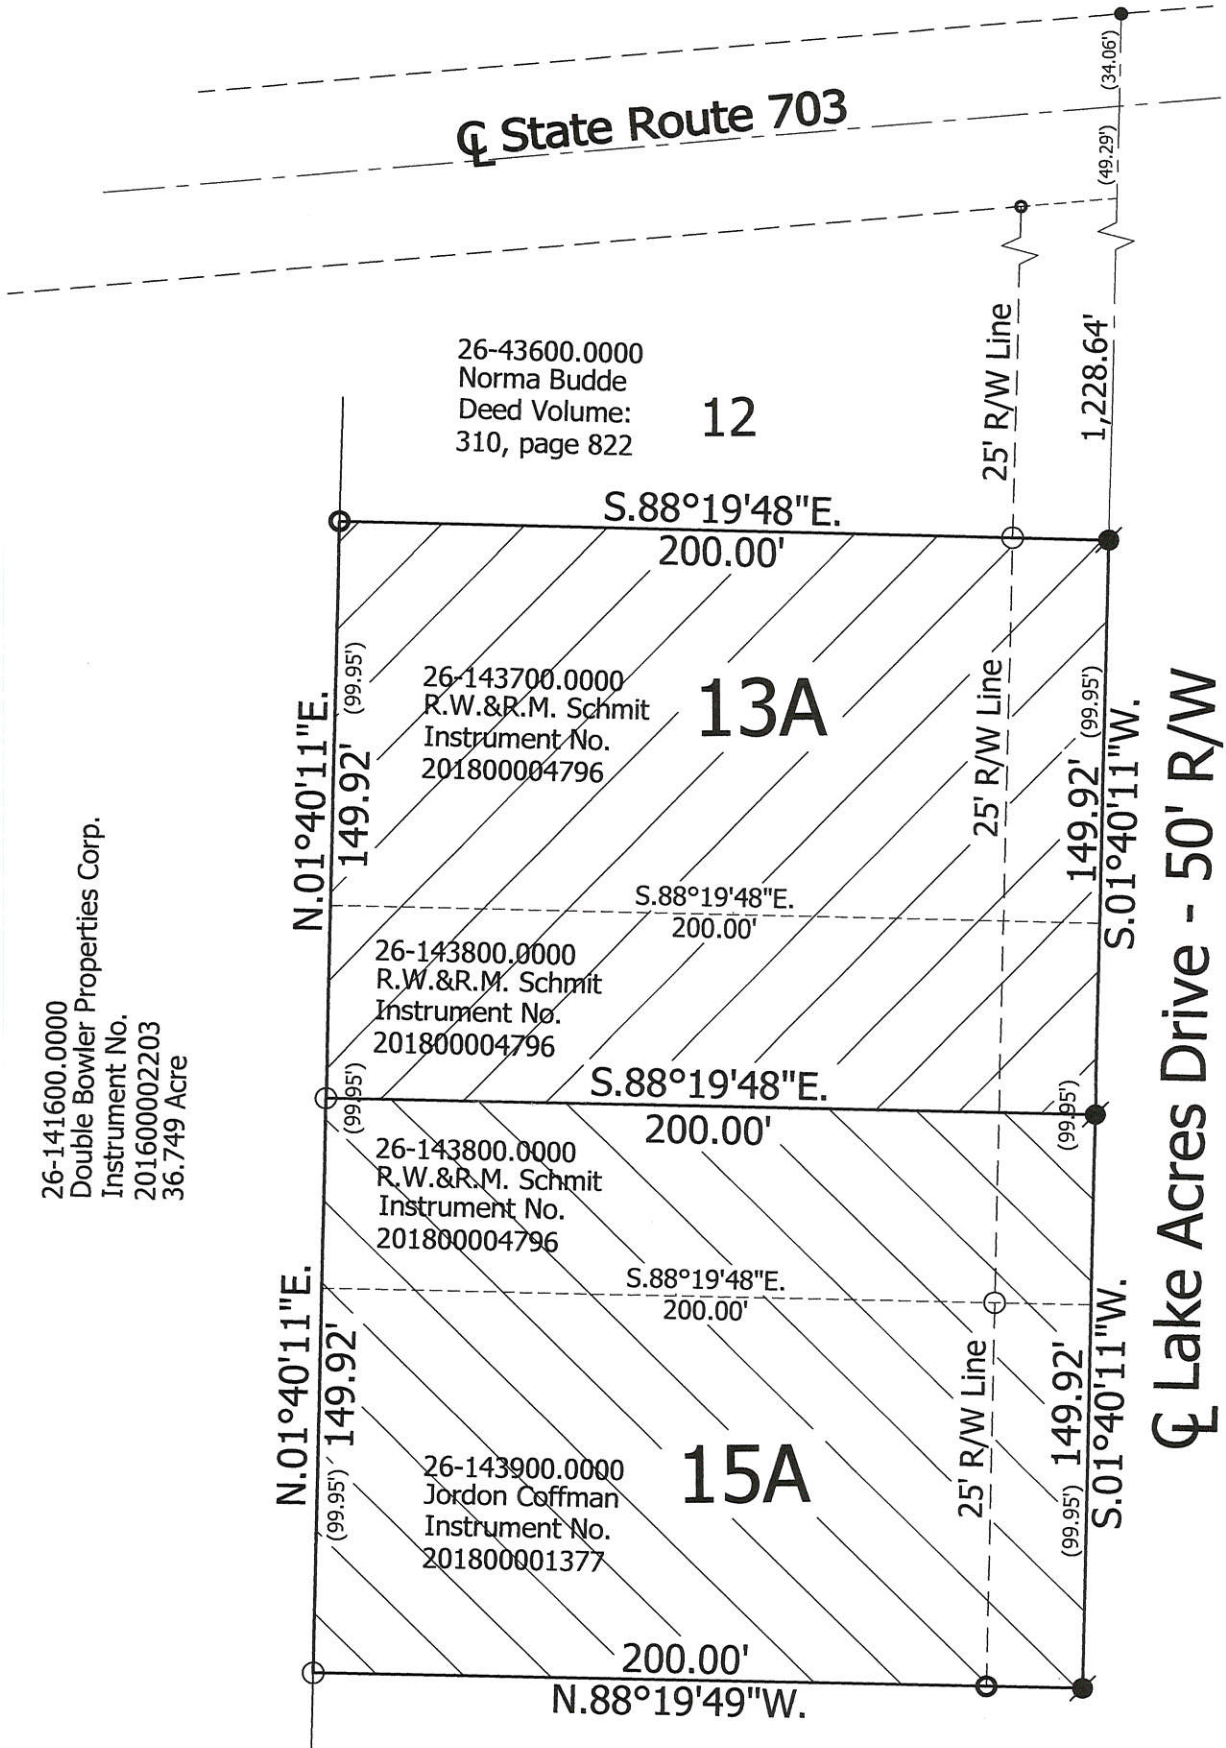 (34.06')
℄ State Route 703
(49.29')
26-43600.0000
Norma Budde
Deed Volume:
310, page 822
12
25' R/W Line
1,228.64'
S.88°19'48"E.
200.00'
N.01°40'11"E.
149.92'
(99.95')
26-143700.0000
R.W.&R.M. Schmit
Instrument No.
201800004796
13A
25' R/W Line
(99.95')
149.92'
S.01°40'11"W.
S.88°19'48"E.
200.00'
26-143800.0000
R.W.&R.M. Schmit
Instrument No.
201800004796
26-141600.0000
Double Bowler Properties Corp.
Instrument No.
201600002203
36.749 Acre
S.88°19'48"E.
200.00'
(99.95')
(99.95')
26-143800.0000
R.W.&R.M. Schmit
Instrument No.
201800004796
S.88°19'48"E.
200.00'
N.01°40'11"E.
149.92'
(99.95')
26-143900.0000
Jordon Coffman
Instrument No.
201800001377
15A
25' R/W Line
149.92'
(99.95')
S.01°40'11"W.
℄ Lake Acres Drive - 50' R/W
200.00'
N.88°19'49"W.